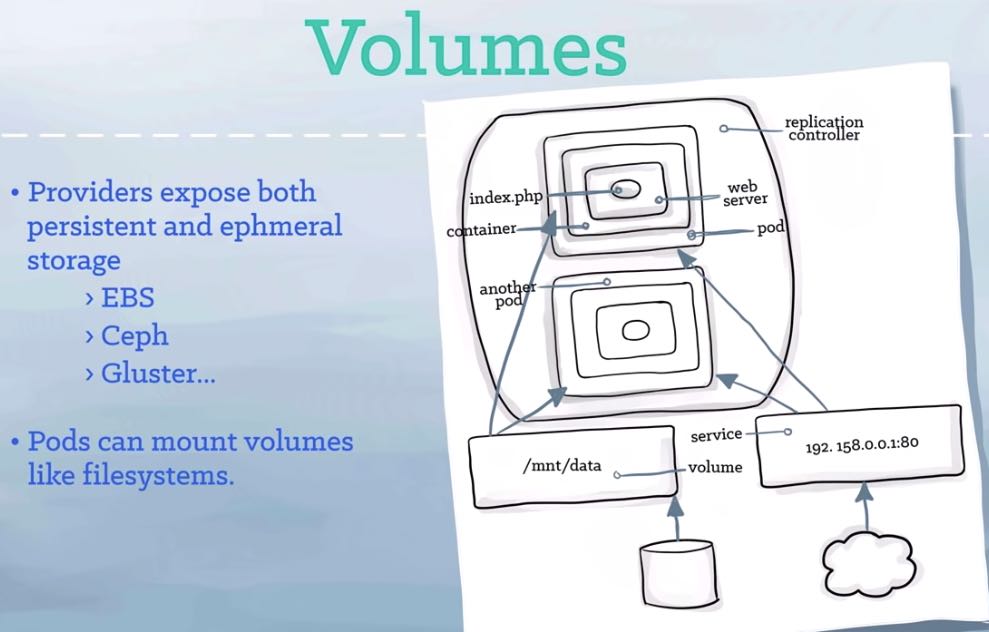 Volumes
• Providers expose both
persistent and ephmeral
storage
› EBS
› Ceph
› Gluster...
• Pods can mount volumes
like filesystems.
replication
controller
index.php
web
server
container
pod
another
pod
service
192. 158.0.0.1:80
/mnt/data
volume